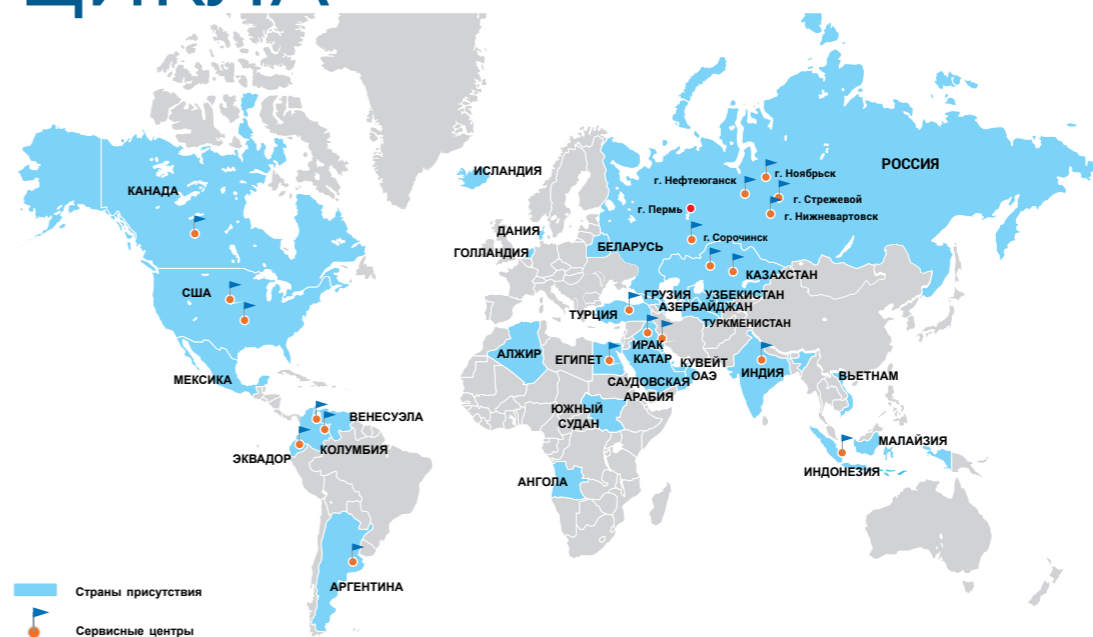 ЦИКЛА
ИСЛАНДИЯ
РОССИЯ
КАНАДА
г. Ноябрьск
г. Нефтеюганск
г. Стрежевой
г. Пермь
г. Нижневартовск
ДАНИЯ
г. Сорочинск
ГОЛЛАНДИЯ
БЕЛАРУСЬ
КАЗАХСТАН
США
ГРУЗИЯ
УЗБЕКИСТАН
АЗЕРБАЙДЖАН
ТУРЦИЯ
ТУРКМЕНИСТАН
ИРАК
АЛЖИР
ЕГИПЕТ
КАТАР
КУВЕЙТ
ОАЭ
ИНДИЯ
ВЬЕТНАМ
МЕКСИКА
САУДОВСКАЯ
АРАВИЯ
ЮЖНЫЙ
СУДАН
ВЕНЕСУЭЛА
МАЛАЙЗИЯ
КОЛУМБИЯ
ЭКВАДОР
ИНДОНЕЗИЯ
АНГОЛА
АРГЕНТИНА
Страны присутствия
Сервисные центры